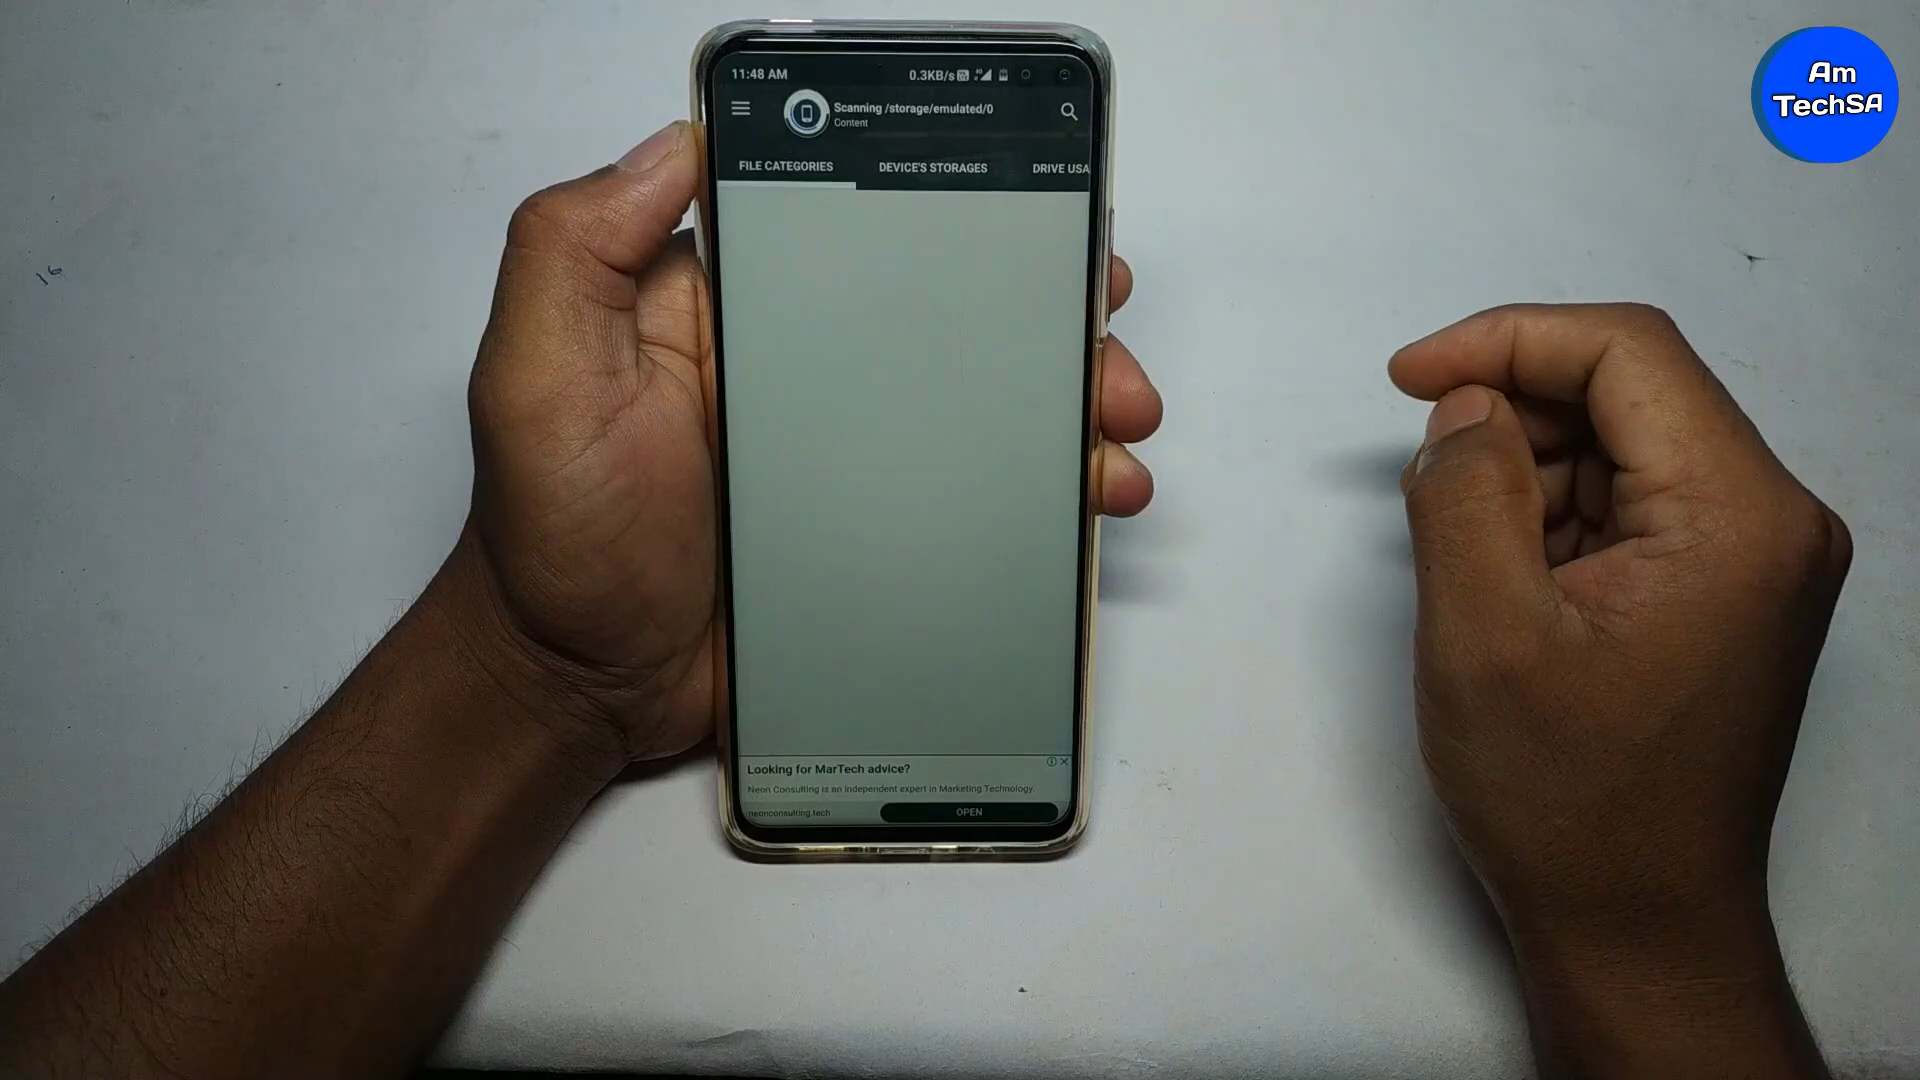 Am
TechSA
11:48 AM
0.3KB/s
Scanning /storage/emulated/0
Content
FILE CATEGORIES
DEVICE'S STORAGES
DRIVE USA
16
Looking for MarTech advice?
Neon Consulting is an independent expert in Marketing Technology.
neonconsulting.tech
OPEN